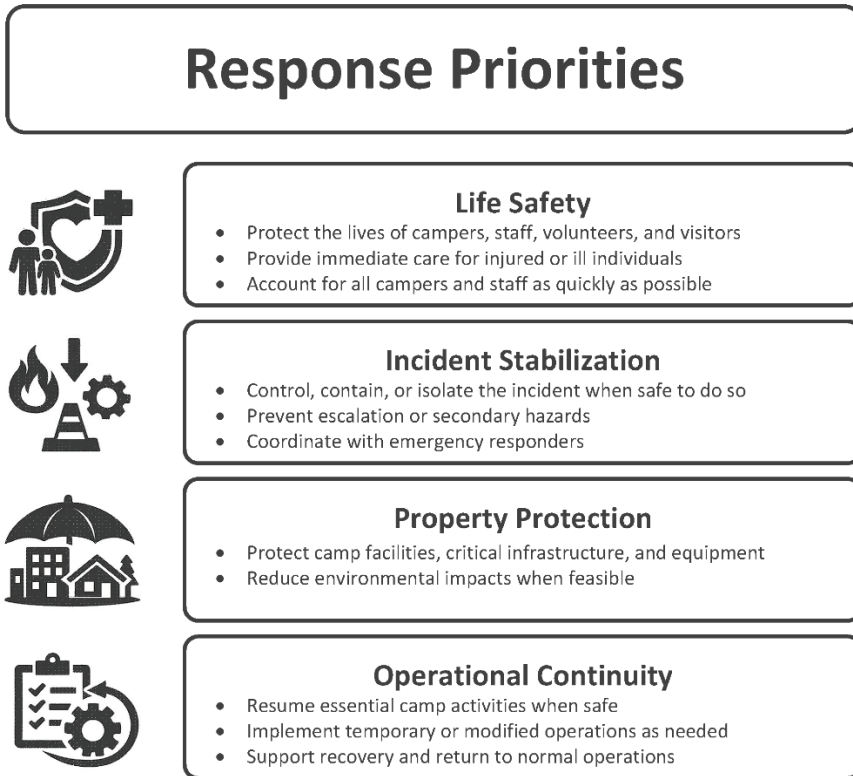 Response Priorities
Life Safety
• Protect the lives of campers, staff, volunteers, and visitors
• Provide immediate care for injured or ill individuals
• Account for all campers and staff as quickly as possible
Incident Stabilization
• Control, contain, or isolate the incident when safe to do so
• Prevent escalation or secondary hazards
• Coordinate with emergency responders
Property Protection
• Protect camp facilities, critical infrastructure, and equipment
• Reduce environmental impacts when feasible
Operational Continuity
• Resume essential camp activities when safe
• Implement temporary or modified operations as needed
• Support recovery and return to normal operations